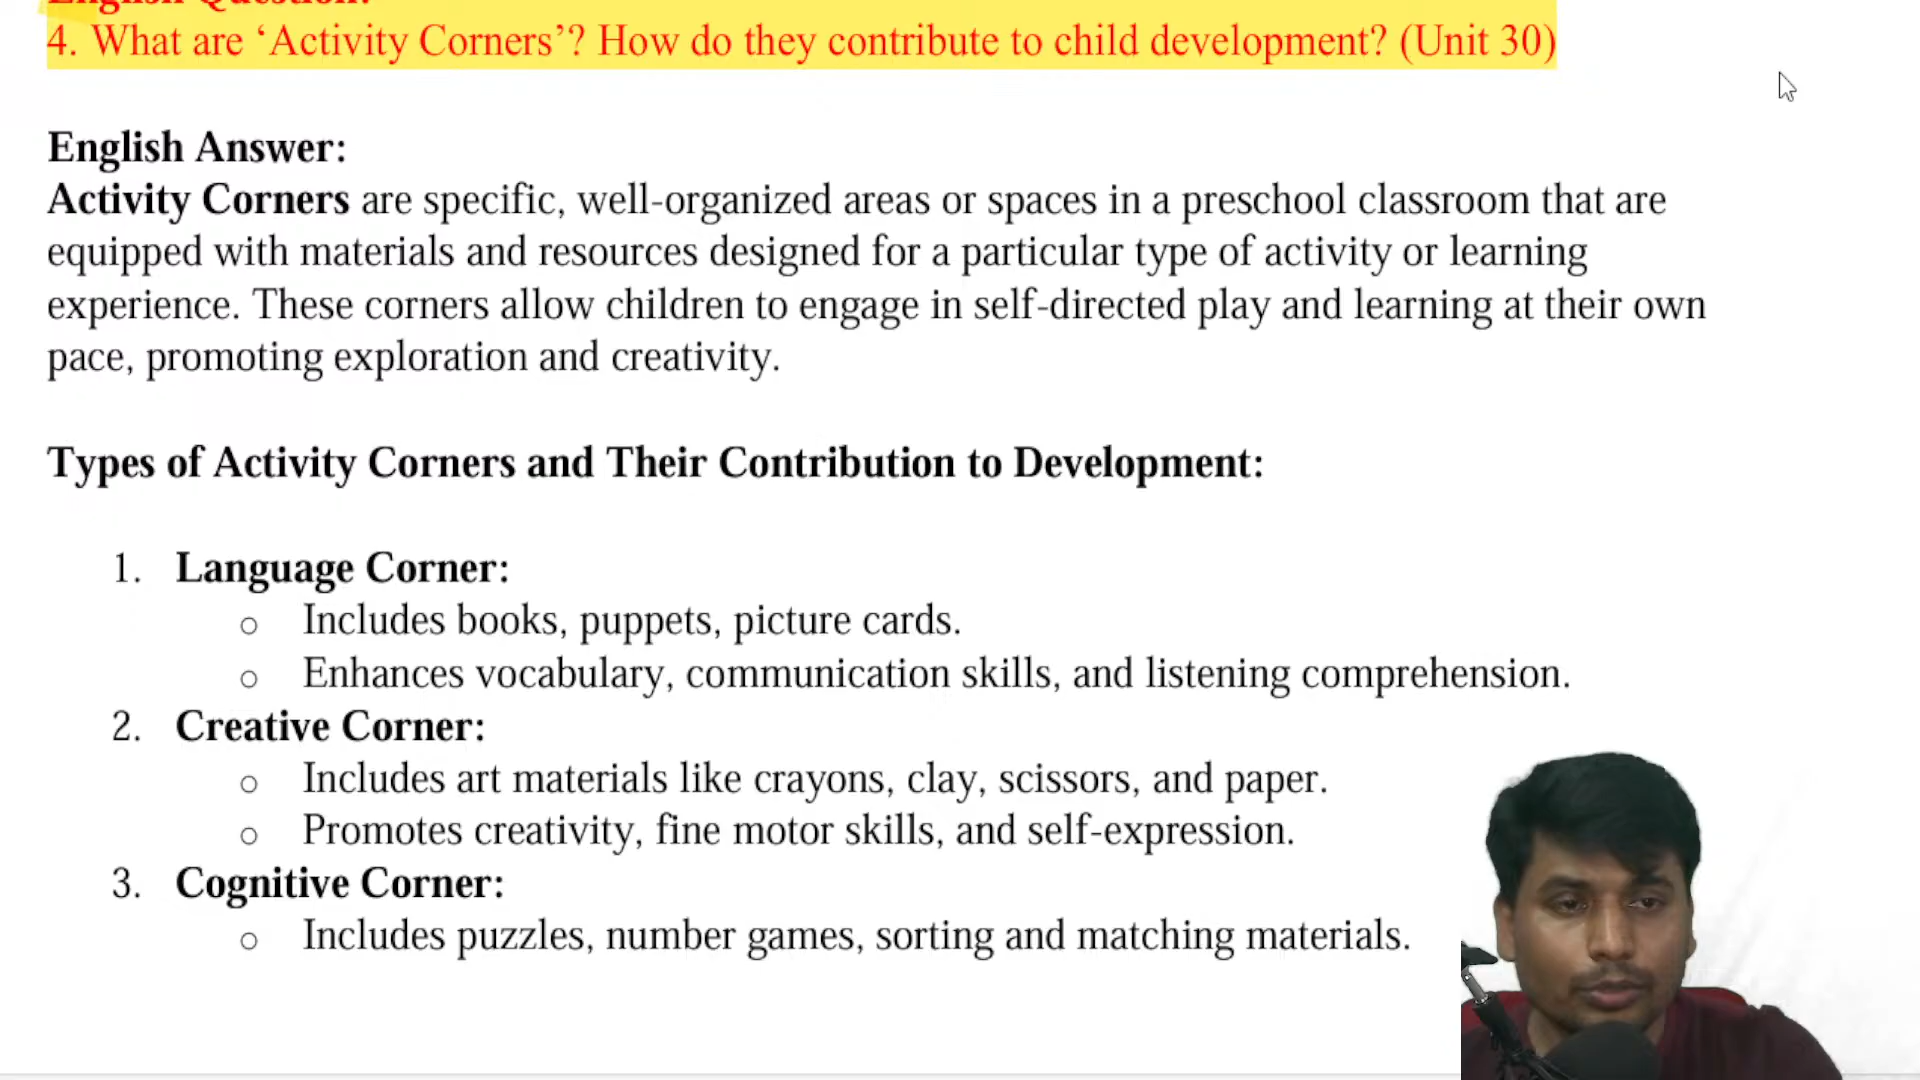 English Question:
4. What are ‘Activity Corners’? How do they contribute to child development? (Unit 30)
English Answer:
Activity Corners are specific, well-organized areas or spaces in a preschool classroom that are
equipped with materials and resources designed for a particular type of activity or learning
experience. These corners allow children to engage in self-directed play and learning at their own
pace, promoting exploration and creativity.
Types of Activity Corners and Their Contribution to Development:
1. Language Corner:
o Includes books, puppets, picture cards.
o Enhances vocabulary, communication skills, and listening comprehension.
2. Creative Corner:
o Includes art materials like crayons, clay, scissors, and paper.
o Promotes creativity, fine motor skills, and self-expression.
3. Cognitive Corner:
o Includes puzzles, number games, sorting and matching materials.